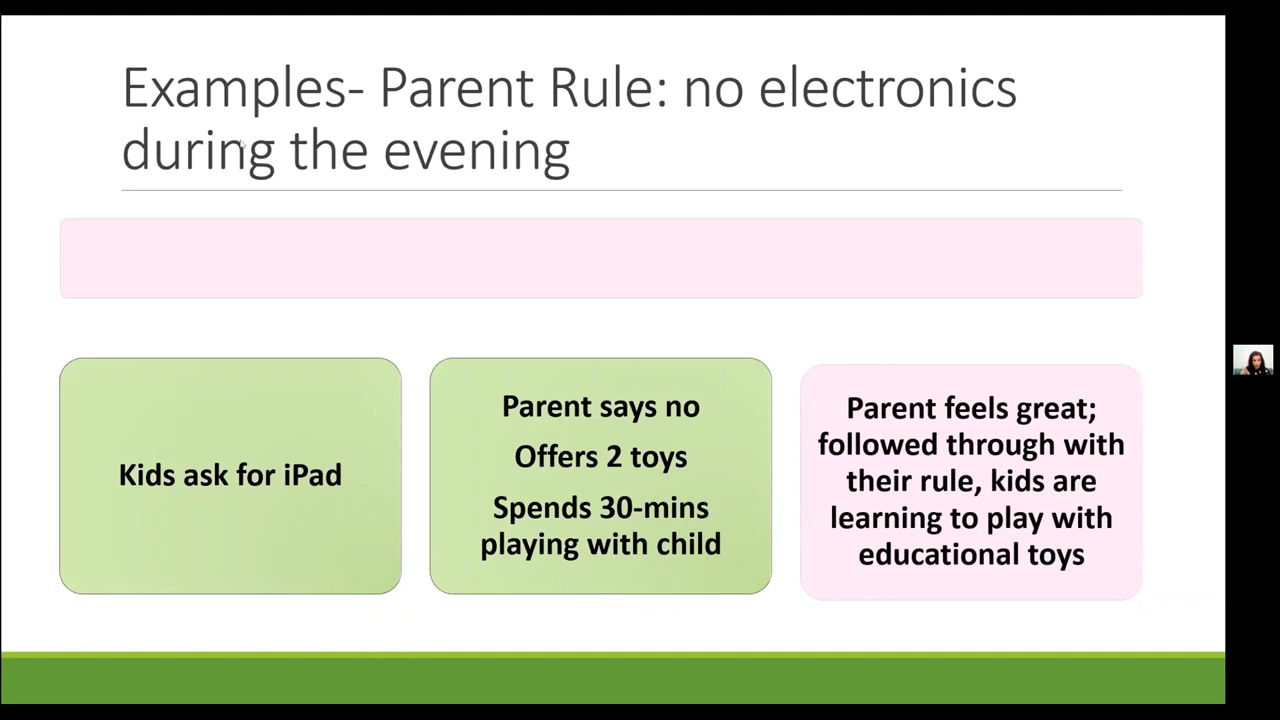 Examples- Parent Rule: no electronics
during the evening
Kids ask for iPad
Parent says no
Offers 2 toys
Spends 30-mins
playing with child
Parent feels great;
followed through with
their rule, kids are
learning to play with
educational toys